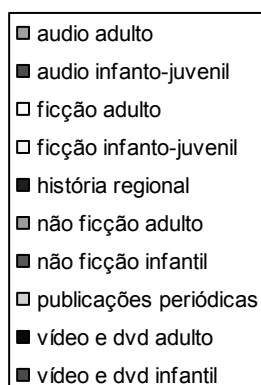 audio adulto
audio infanto-juvenil
ficção adulto
ficção infanto-juvenil
história regional
não ficção adulto
não ficção infantil
publicações periódicas
vídeo e dvd adulto
vídeo e dvd infantil